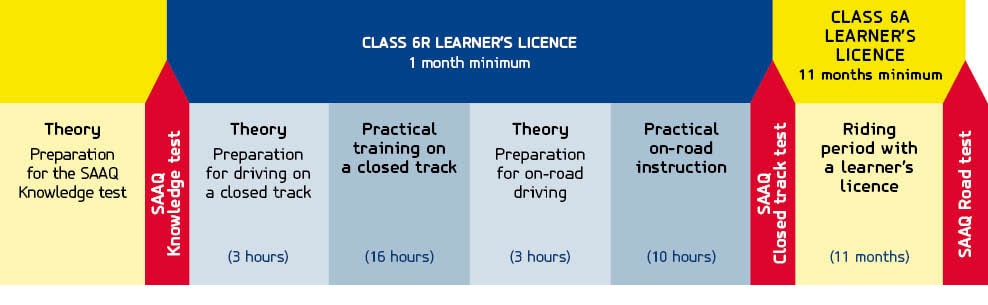 CLASS 6R LEARNER'S LICENCE
1 month minimum
CLASS 6A
LEARNER'S
LICENCE
11 months minimum
Theory
Preparation
for the SAAQ
Knowledge test
SAAQ
Knowledge test
Theory
Preparation
for driving on
a closed track
(3 hours)
Practical
training on
a closed track
(16 hours)
Theory
Preparation
for on-road
driving
(3 hours)
Practical
on-road
instruction
(10 hours)
SAAQ
Closed track test
Riding
period with
a learner's
licence
(11 months)
SAAQ Road test